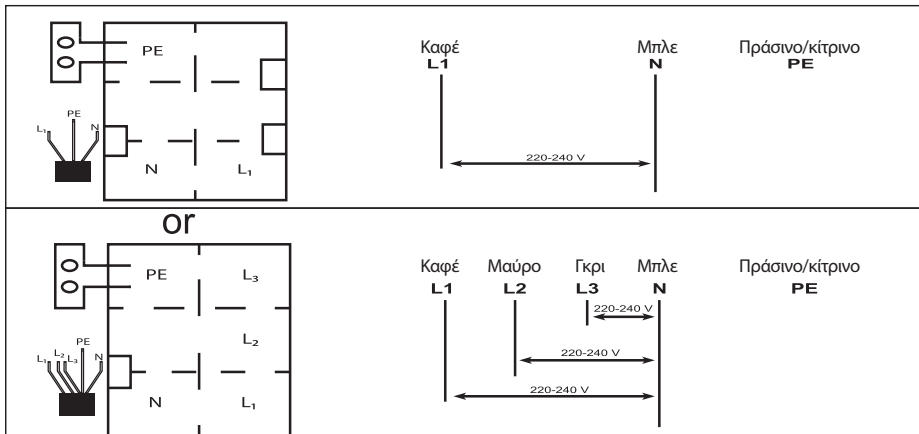 PE
Καφέ Μπλε Πράσινο/κίτρινο
L1 N PE
PE
L₁ N
220-240 V
N L₁
or
PE L₃
Καφέ Μαύρο Γκρι Μπλε Πράσινο/κίτρινο
L1 L2 L3 N PE
220-240 V
L₂
PE
L₁ L₂ L₃ N
220-240 V
220-240 V
N L₁